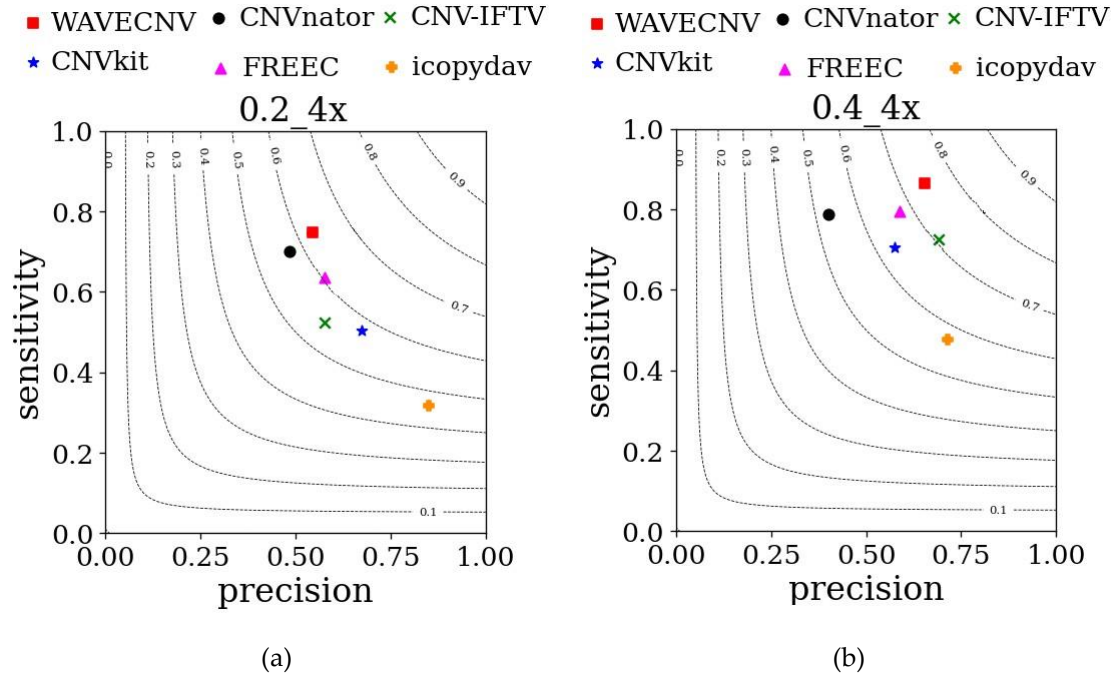 WAVECNV CNVnator CNV-IFTV
CNVkit FREEC icopydav
0.2_4x
1.0
0.8
0.6
0.4
0.2
0.0
sensitivity
0.0 0.2 0.3 0.4 0.5 0.6 0.8 0.9
0.7
0.1
0.00 0.25 0.50 0.75 1.00
precision
(a)
WAVECNV CNVnator CNV-IFTV
CNVkit FREEC icopydav
0.4_4x
1.0
0.8
0.6
0.4
0.2
0.0
sensitivity
0.0 0.2 0.3 0.4 0.5 0.6 0.8 0.9
0.7
0.1
0.00 0.25 0.50 0.75 1.00
precision
(b)